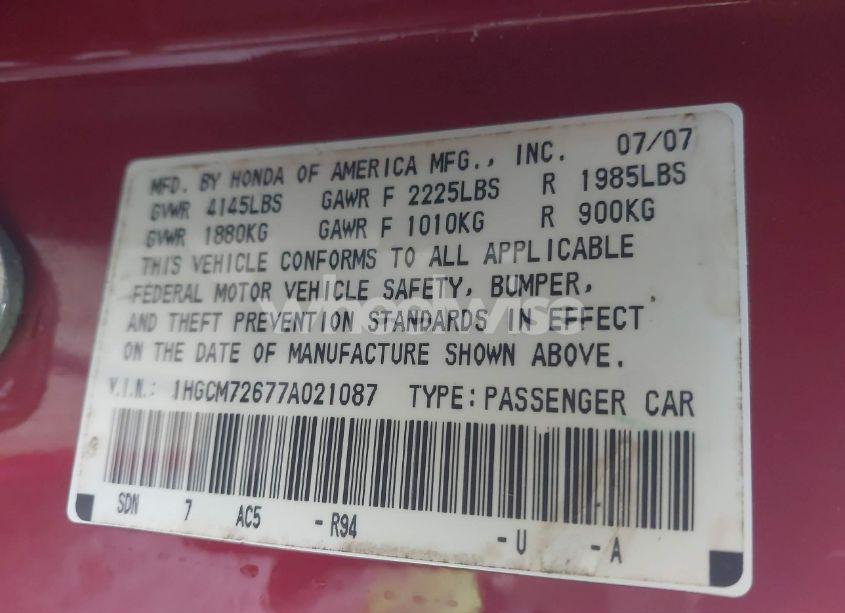 MFD. BY HONDA OF AMERICA MFG., INC. 07/07
GVWR 4145LBS GAWR F 2225LBS R 1985LBS
GVWR 1880KG GAWR F 1010KG R 900KG
THIS VEHICLE CONFORMS TO ALL APPLICABLE
FEDERAL MOTOR VEHICLE SAFETY, BUMPER,
AND THEFT PREVENTION STANDARDS IN EFFECT
ON THE DATE OF MANUFACTURE SHOWN ABOVE.
V.I.N.: 1HGCM72677A021087 TYPE: PASSENGER CAR
SDN 7 AC5 - R94 - U - A
wheelwise